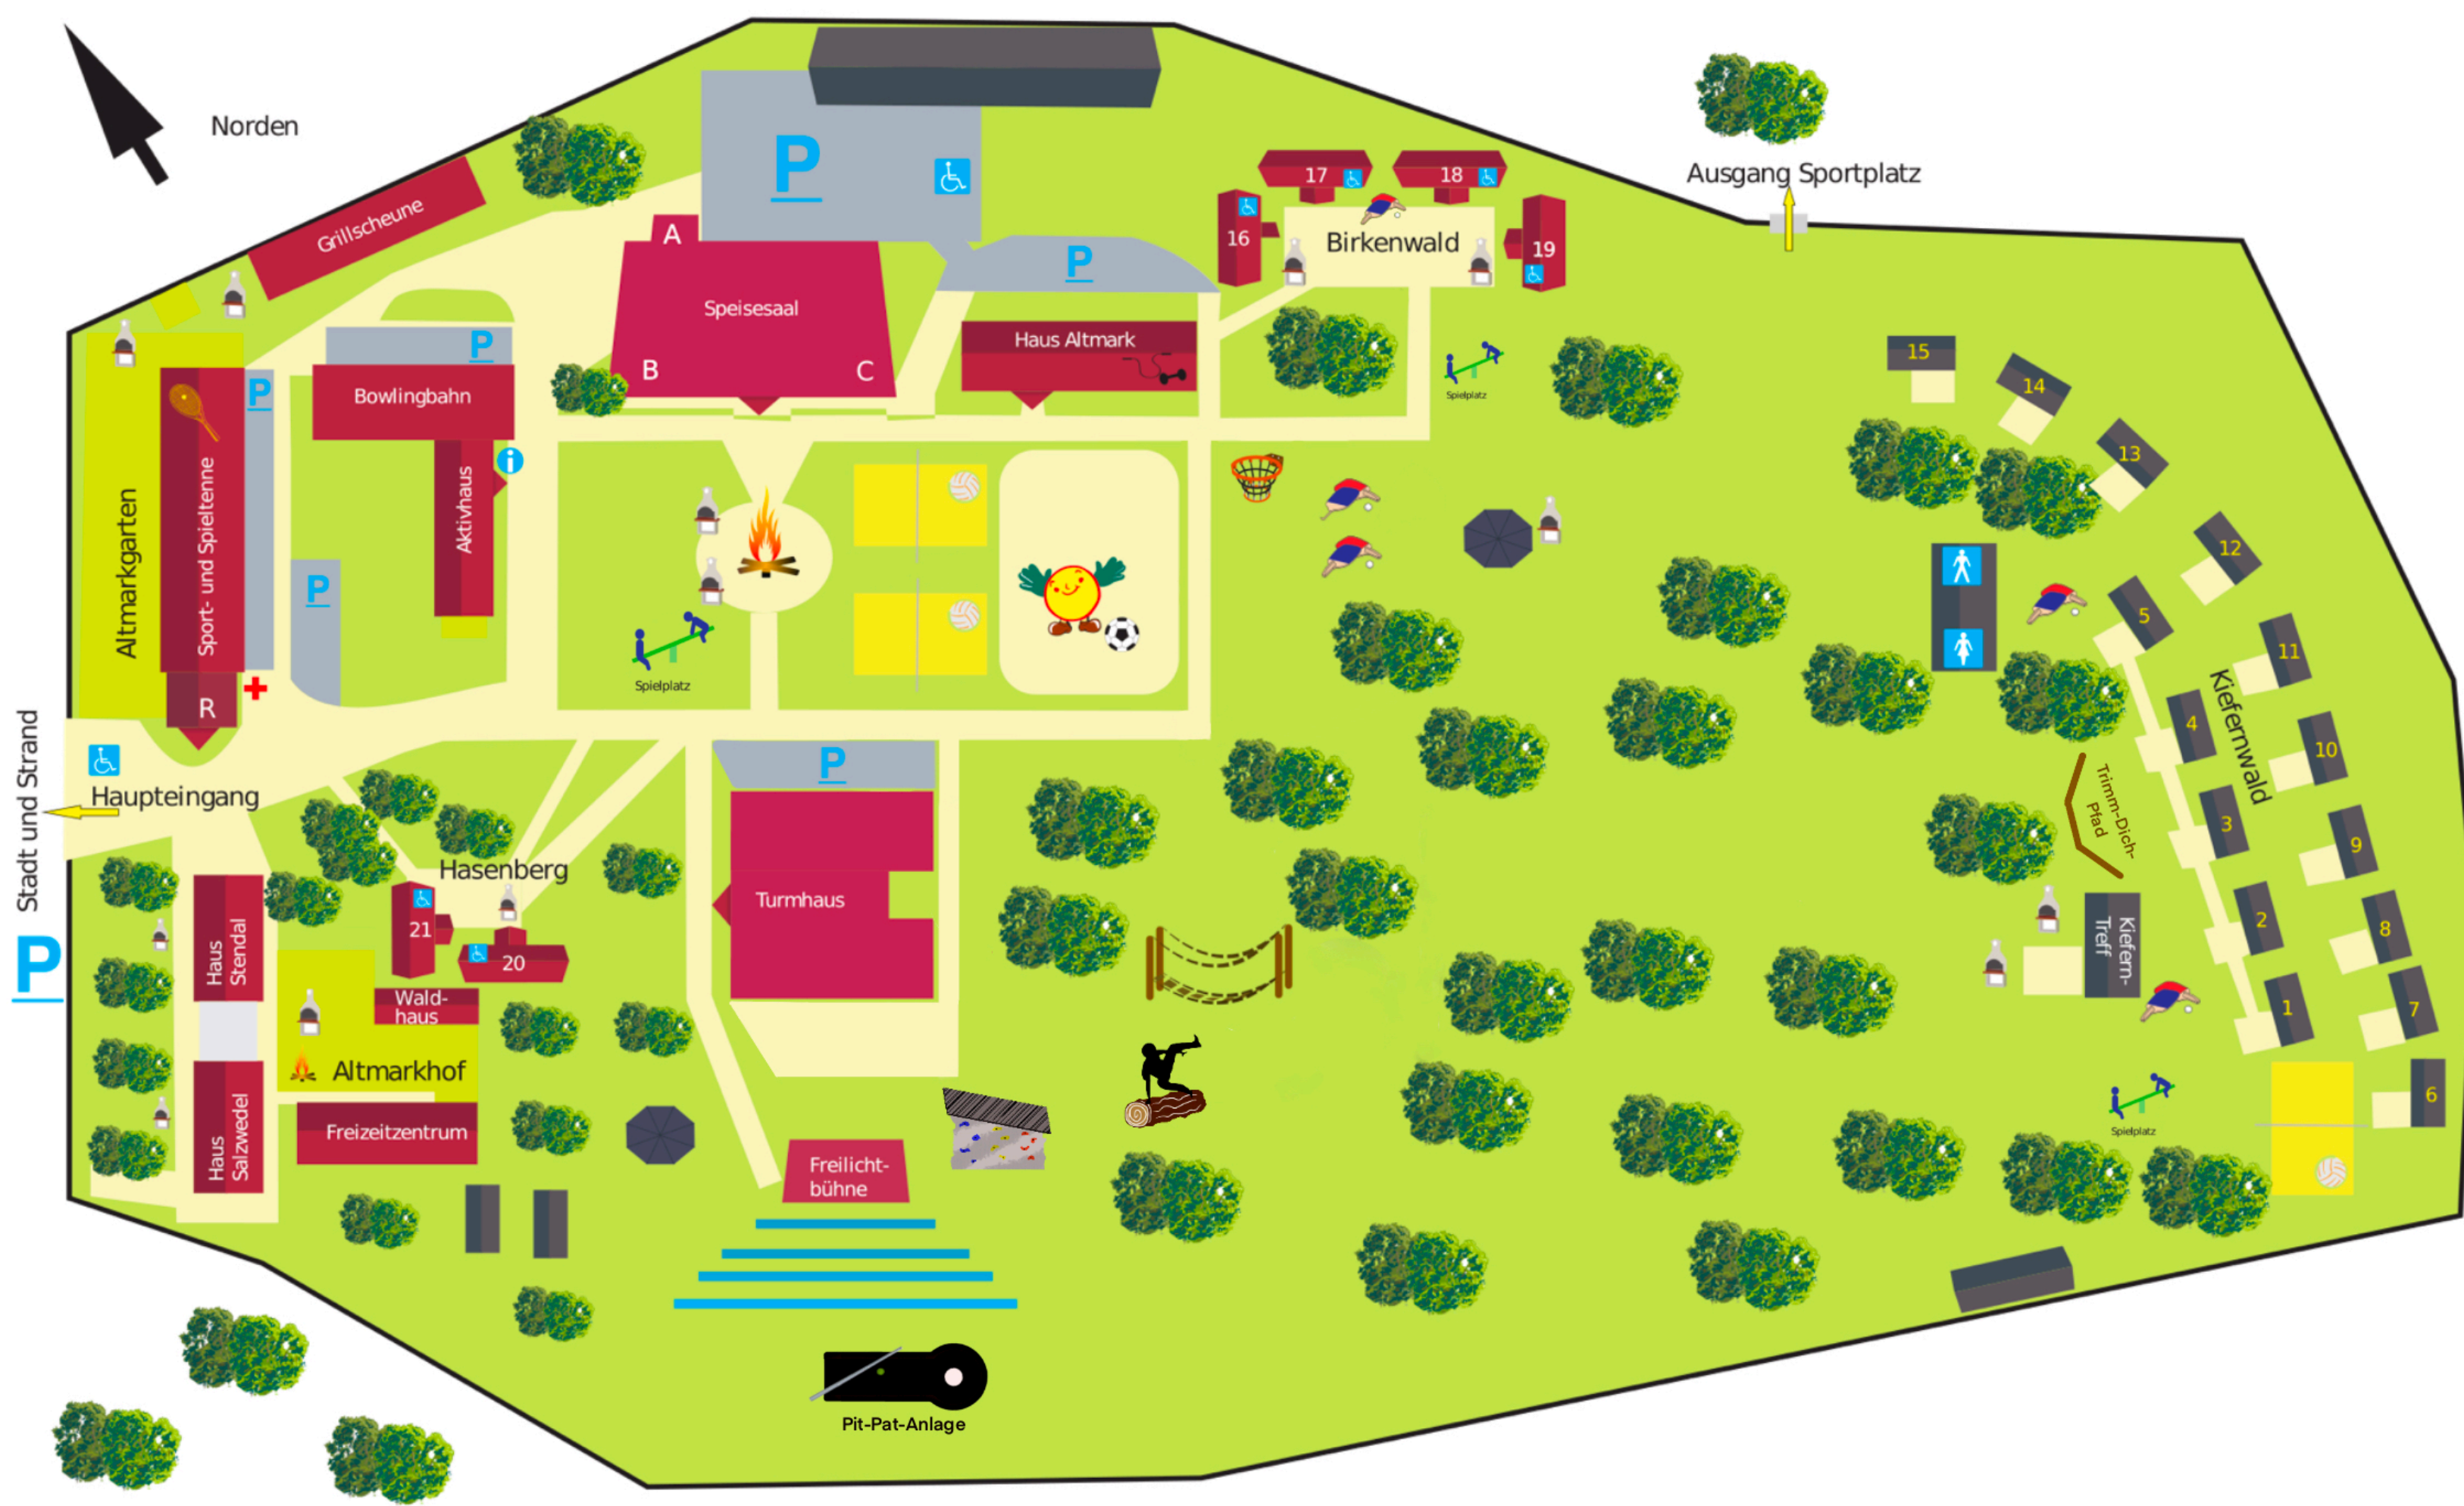 Norden
Ausgang Sportplatz
Grillscheune
P
A
17
18
16
Birkenwald
19
P
Speisesaal
B
C
Haus Altmark
P
Bowlingbahn
P
Spielplatz
15
14
13
12
Altmarkgarten
Sport- und Spieltenne
R
Aktivhaus
i
P
Spielplatz
5
11
4
10
Kiefernwald
3
9
Trimm-Dich-
Pfad
2
8
1
7
6
Kiefern-
Treff
Spielplatz
Stadt und Strand
P
Haupteingang
P
Hasenberg
Turmhaus
21
20
Haus
Stendal
Wald-
haus
Altmarkhof
Haus
Salzwedel
Freizeitzentrum
Freilicht-
bühne
Pit-Pat-Anlage